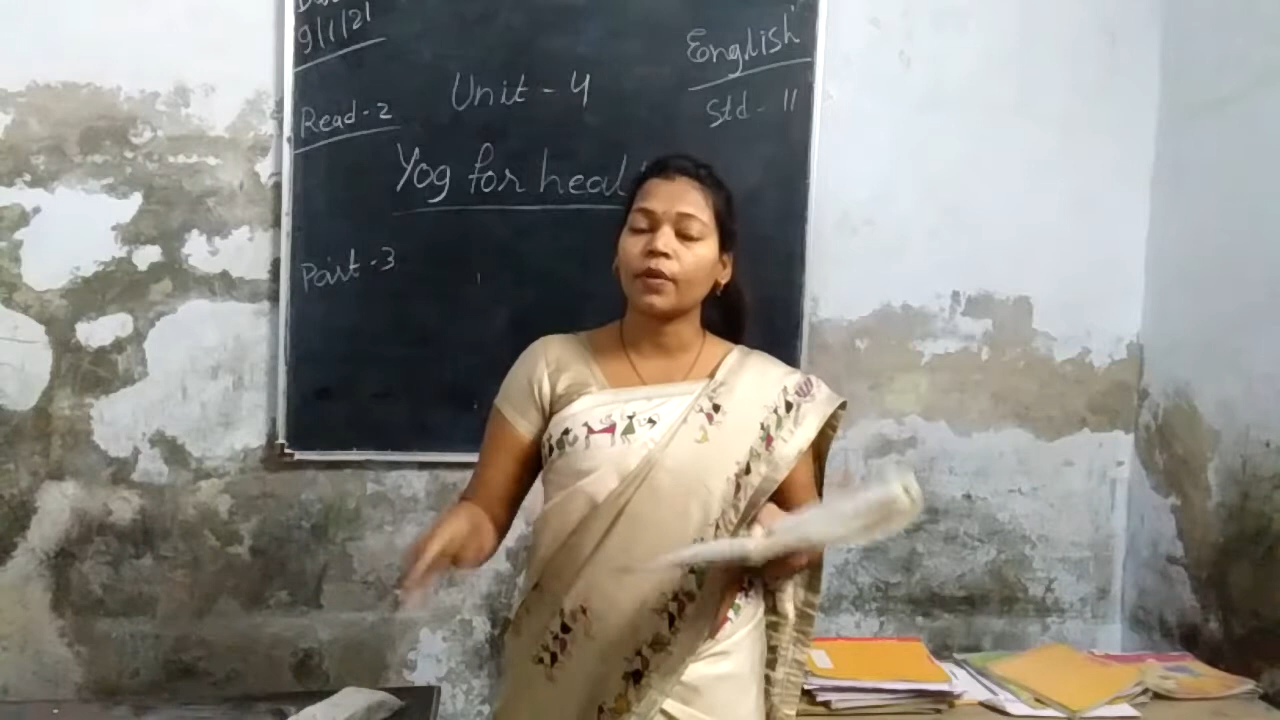 9/1/21
English
Std - 11
Unit - 4
Read - 2
Yog for heal
Part - 3